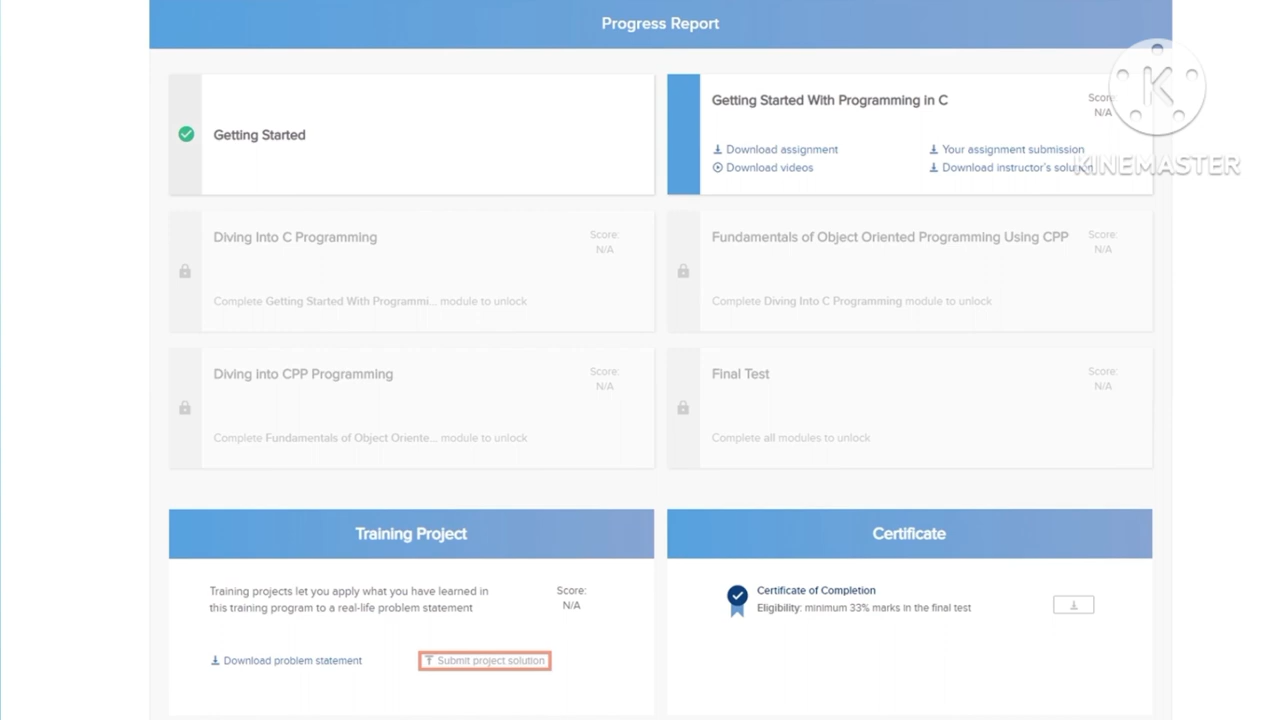 Progress Report
Getting Started
Getting Started With Programming in C
Score:
N/A
Download assignment
Your assignment submission
Download videos
Download instructor's solution
KINEMASTER
Diving Into C Programming
Score:
N/A
Complete Getting Started With Programmi... module to unlock
Fundamentals of Object Oriented Programming Using CPP
Score:
N/A
Complete Diving Into C Programming module to unlock
Diving into CPP Programming
Score:
N/A
Complete Fundamentals of Object Oriente... module to unlock
Final Test
Score:
N/A
Complete all modules to unlock
Training Project
Training projects let you apply what you have learned in
this training program to a real-life problem statement
Score:
N/A
Download problem statement
Submit project solution
Certificate
Certificate of Completion
Eligibility: minimum 33% marks in the final test